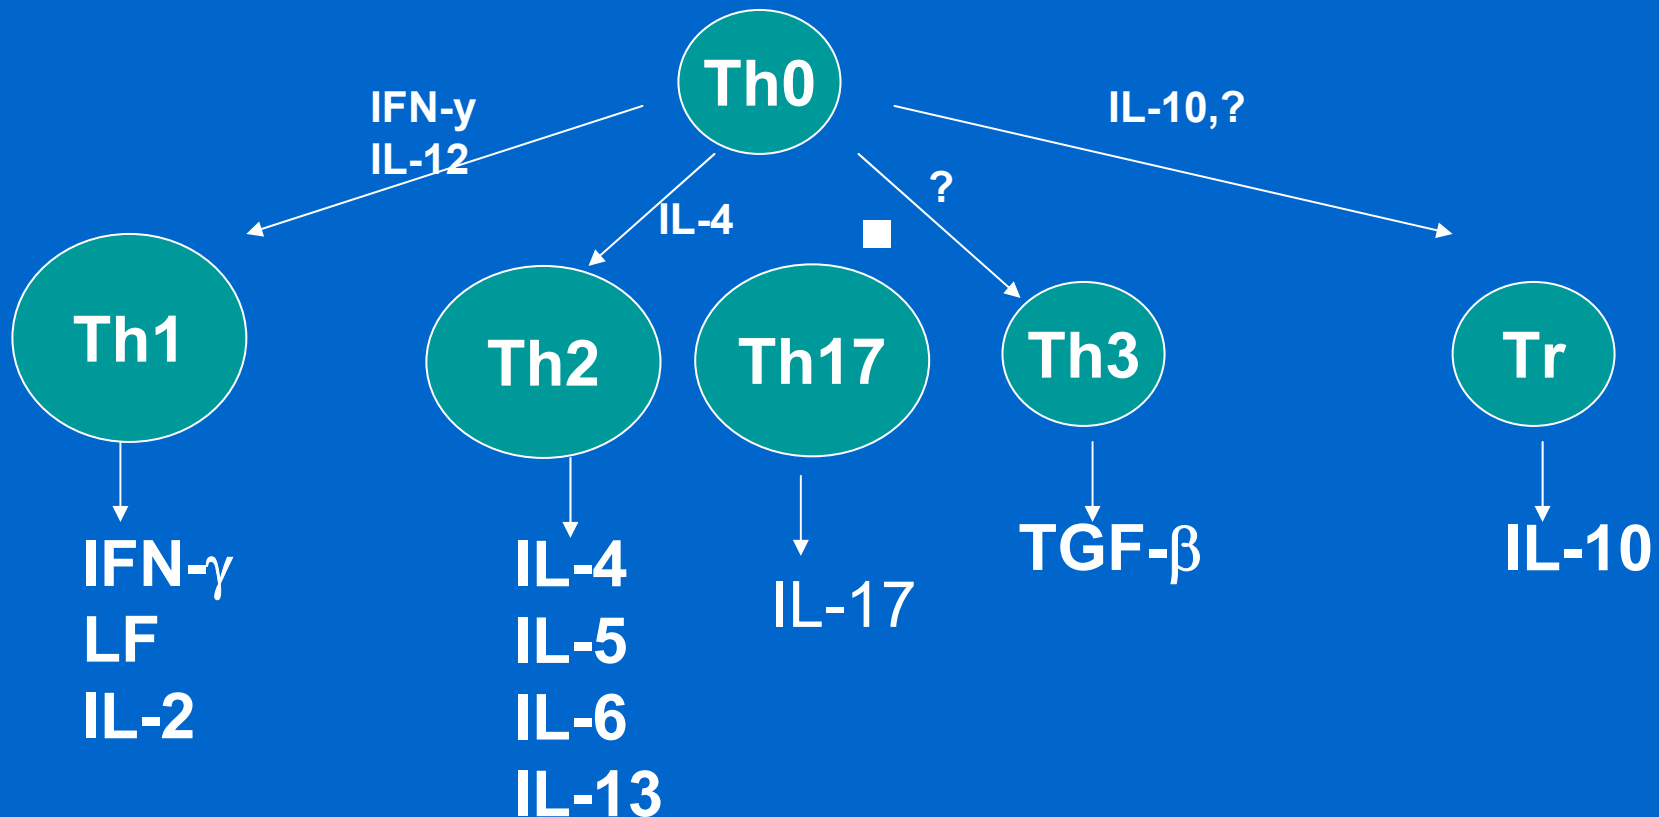 Th0
IFN-y
IL-12
IL-10,?
?
IL-4
Th1
Th2
Th17
Th3
Tr
IFN-γ
LF
IL-2
IL-4
IL-5
IL-6
IL-13
IL-17
TGF-β
IL-10